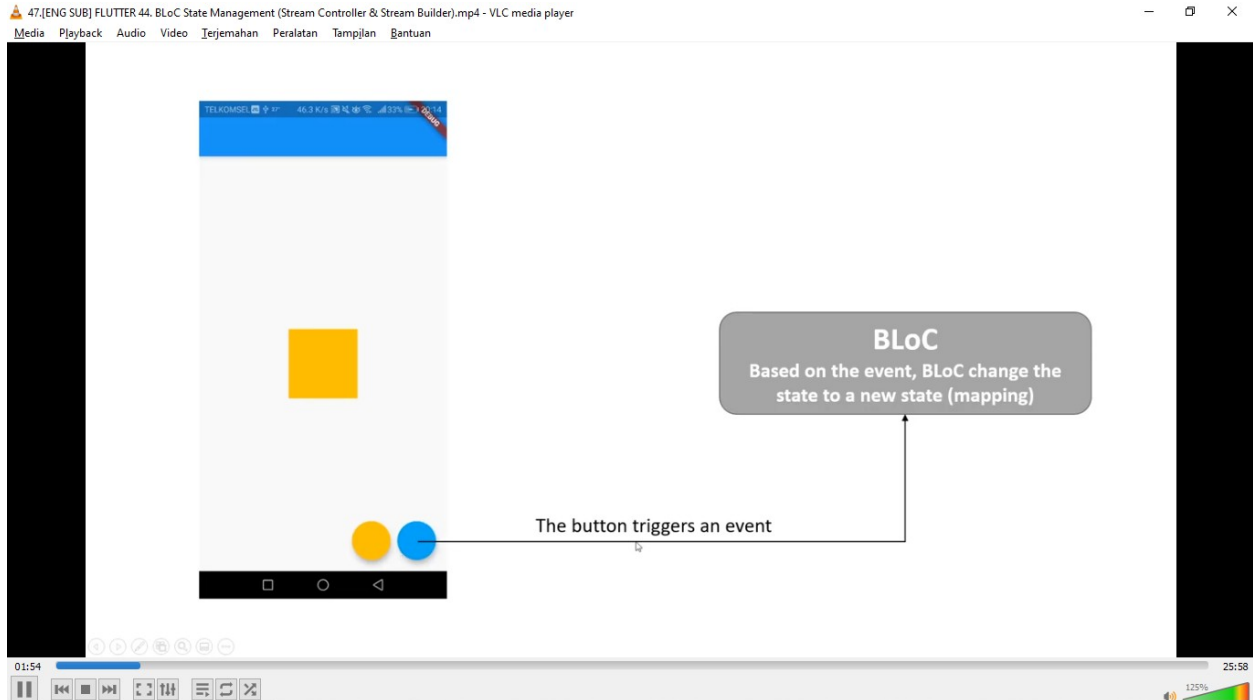 47.[ENG SUB] FLUTTER 44. BLoC State Management (Stream Controller & Stream Builder).mp4 - VLC media player
Media Playback Audio Video Terjemahan Peralatan Tampilan Bantuan
TELKOMSEL 46.3 K/s 33% 20:14
DEBUG
BLoC
Based on the event, BLoC change the
state to a new state (mapping)
The button triggers an event
01:54 25:58
125%